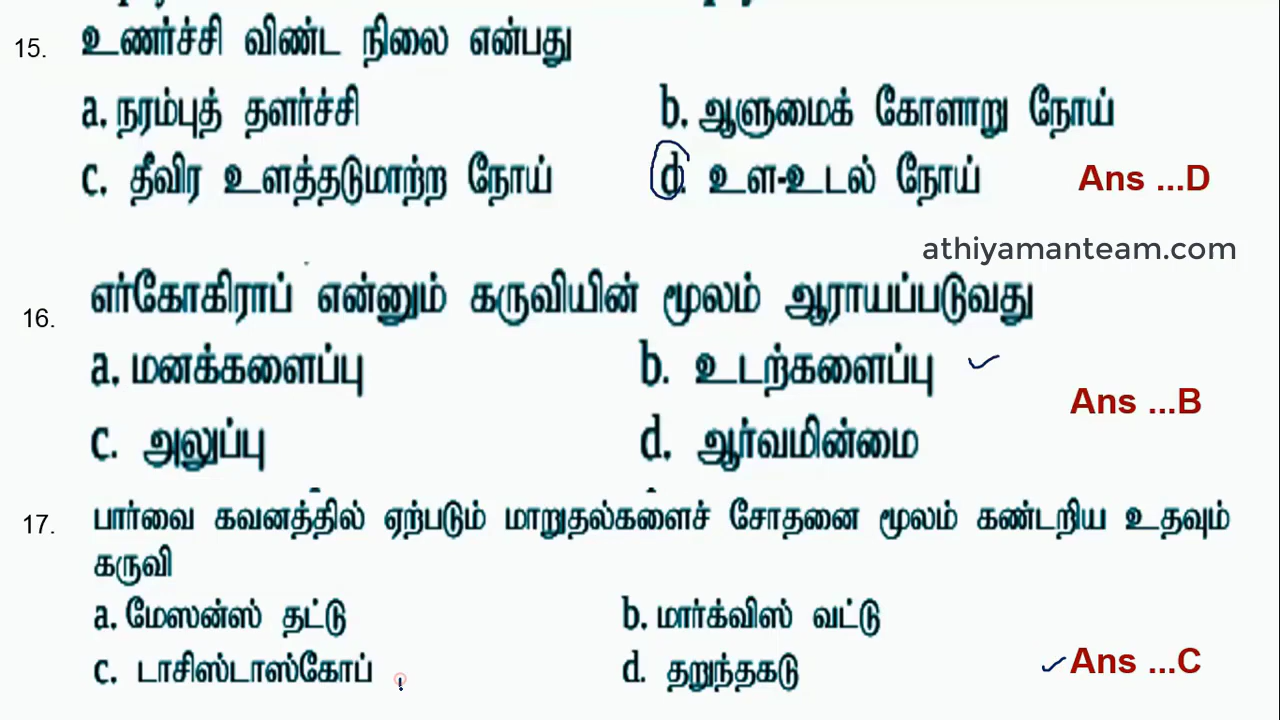 15. உணர்ச்சி விண்ட நிலை என்பது
a. நரம்புத் தளர்ச்சி b. ஆளுமைக் கோளாறு நோய்
c. தீவிர உளத்தடுமாற்ற நோய் d. உள-உடல் நோய் Ans ...D
athiyamanteam.com
16. எர்கோகிராப் என்னும் கருவியின் மூலம் ஆராயப்படுவது
a. மனக்களைப்பு b. உடற்களைப்பு
Ans ...B
c. அலுப்பு d. ஆர்வமின்மை
17. பார்வை கவனத்தில் ஏற்படும் மாறுதல்களைச் சோதனை மூலம் கண்டறிய உதவும்
கருவி
a. மேஸன்ஸ் தட்டு b. மார்க்விஸ் வட்டு
c. டாசிஸ்டாஸ்கோப் d. தறுந்தகடு Ans ...C